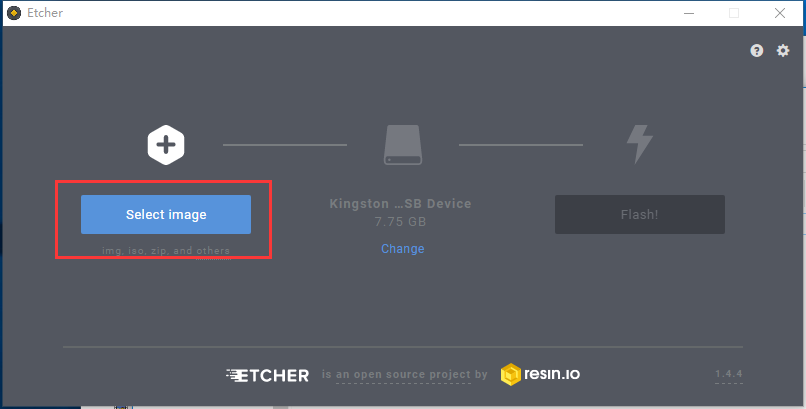 Etcher
Select image
img, iso, zip, and others
Kingston ...SB Device
7.75 GB
Change
Flash!
ETCHER is an open source project by resin.io
1.4.4